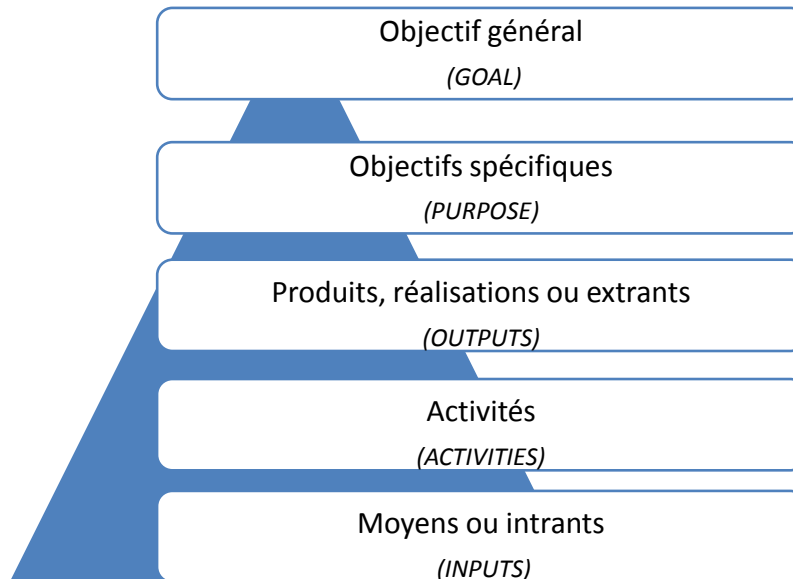 Objectif général
(GOAL)
Objectifs spécifiques
(PURPOSE)
Produits, réalisations ou extrants
(OUTPUTS)
Activités
(ACTIVITIES)
Moyens ou intrants
(INPUTS)